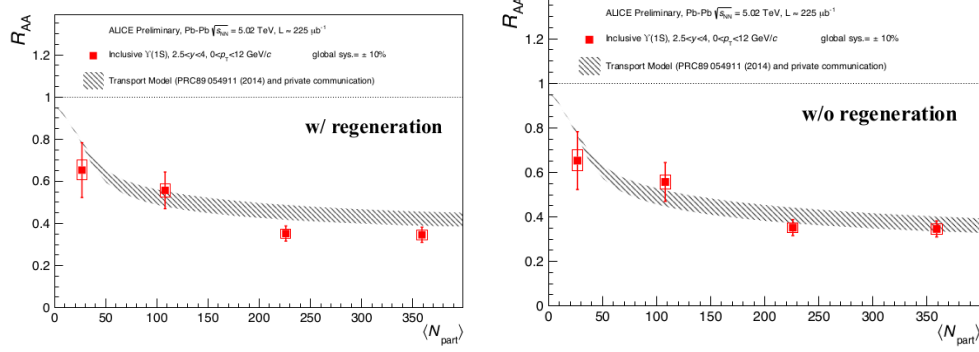 R_AA
ALICE Preliminary, Pb-Pb √s_NN = 5.02 TeV, L ≈ 225 μb⁻¹
Inclusive ϒ(1S), 2.5<y<4, 0<p_T<12 GeV/c global sys.= ± 10%
Transport Model (PRC89 054911 (2014) and private communication)
w/ regeneration
1.2
1
0.8
0.6
0.4
0.2
0
0 50 100 150 200 250 300 350
⟨N_part⟩
R_AA
ALICE Preliminary, Pb-Pb √s_NN = 5.02 TeV, L ≈ 225 μb⁻¹
Inclusive ϒ(1S), 2.5<y<4, 0<p_T<12 GeV/c global sys.= ± 10%
Transport Model (PRC89 054911 (2014) and private communication)
w/o regeneration
1.2
1
0.8
0.6
0.4
0.2
0
0 50 100 150 200 250 300 350
⟨N_part⟩